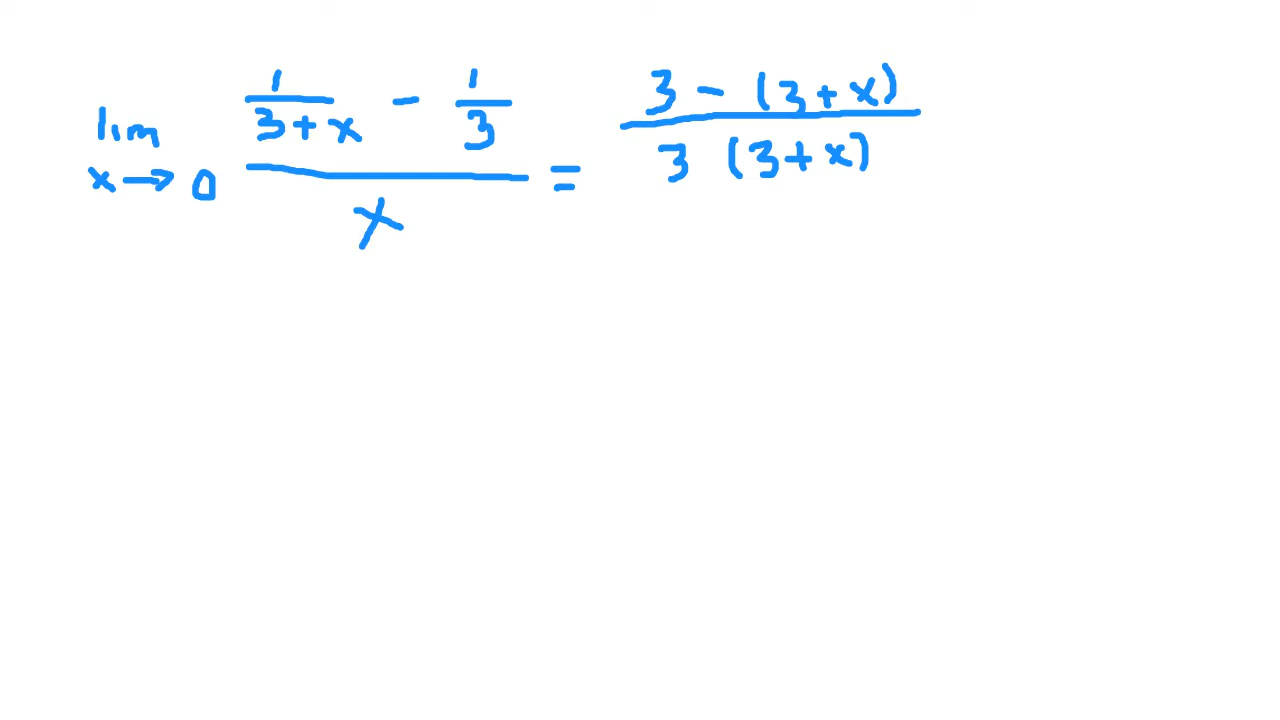 lim x→0 (1/(3+x) - 1/3)/x = (3 - (3+x))/(3 (3+x))